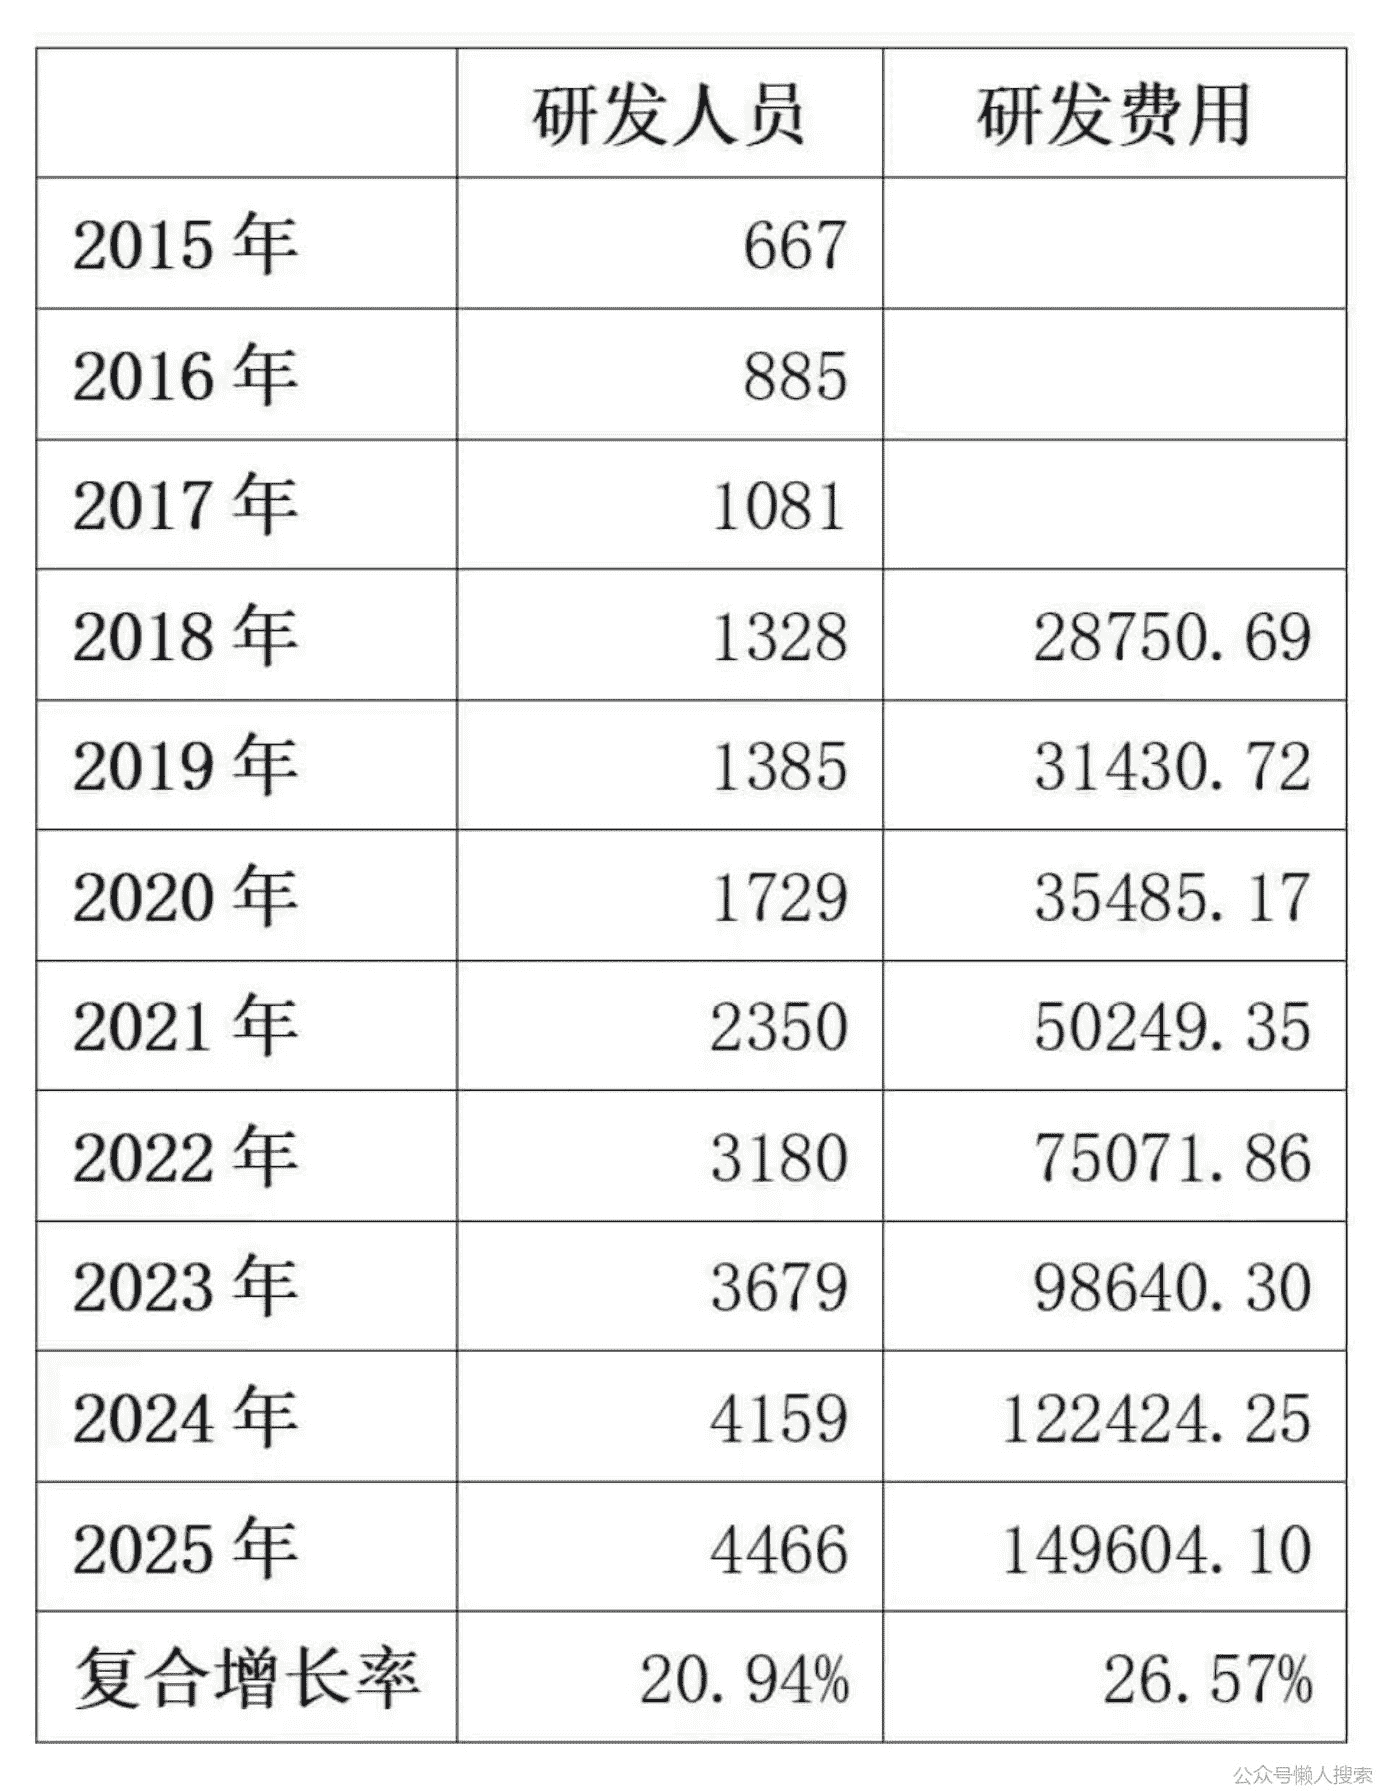 研发人员 研发费用
2015年 667
2016年 885
2017年 1081
2018年 1328 28750.69
2019年 1385 31430.72
2020年 1729 35485.17
2021年 2350 50249.35
2022年 3180 75071.86
2023年 3679 98640.30
2024年 4159 122424.25
2025年 4466 149604.10
复合增长率 20.94% 26.57%
公众号懒人搜索